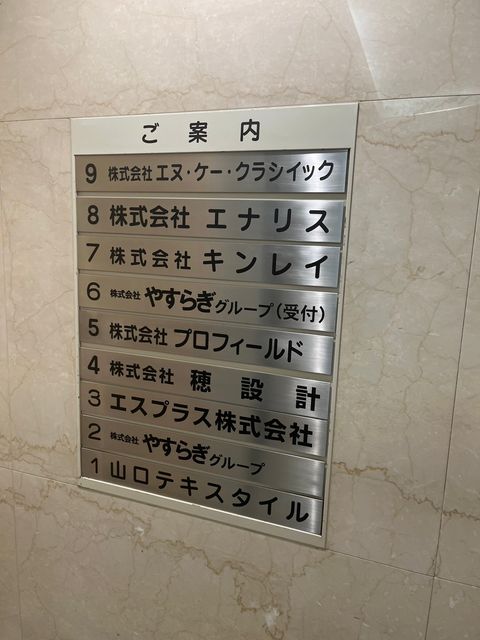 ご案内
9 株式会社 エヌ・ケー・クラシイック
8 株式会社 エナリス
7 株式会社 キンレイ
6 株式会社 やすらぎグループ(受付)
5 株式会社 プロフィールド
4 株式会社 穂設計
3 エスプラス株式会社
2 株式会社 やすらぎグループ
1 山口テキスタイル